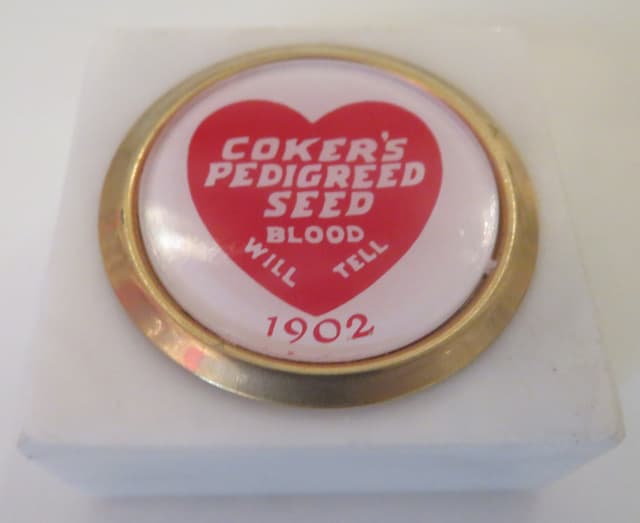 COKER'S
PEDIGREED
SEED
BLOOD
WILL TELL
1902